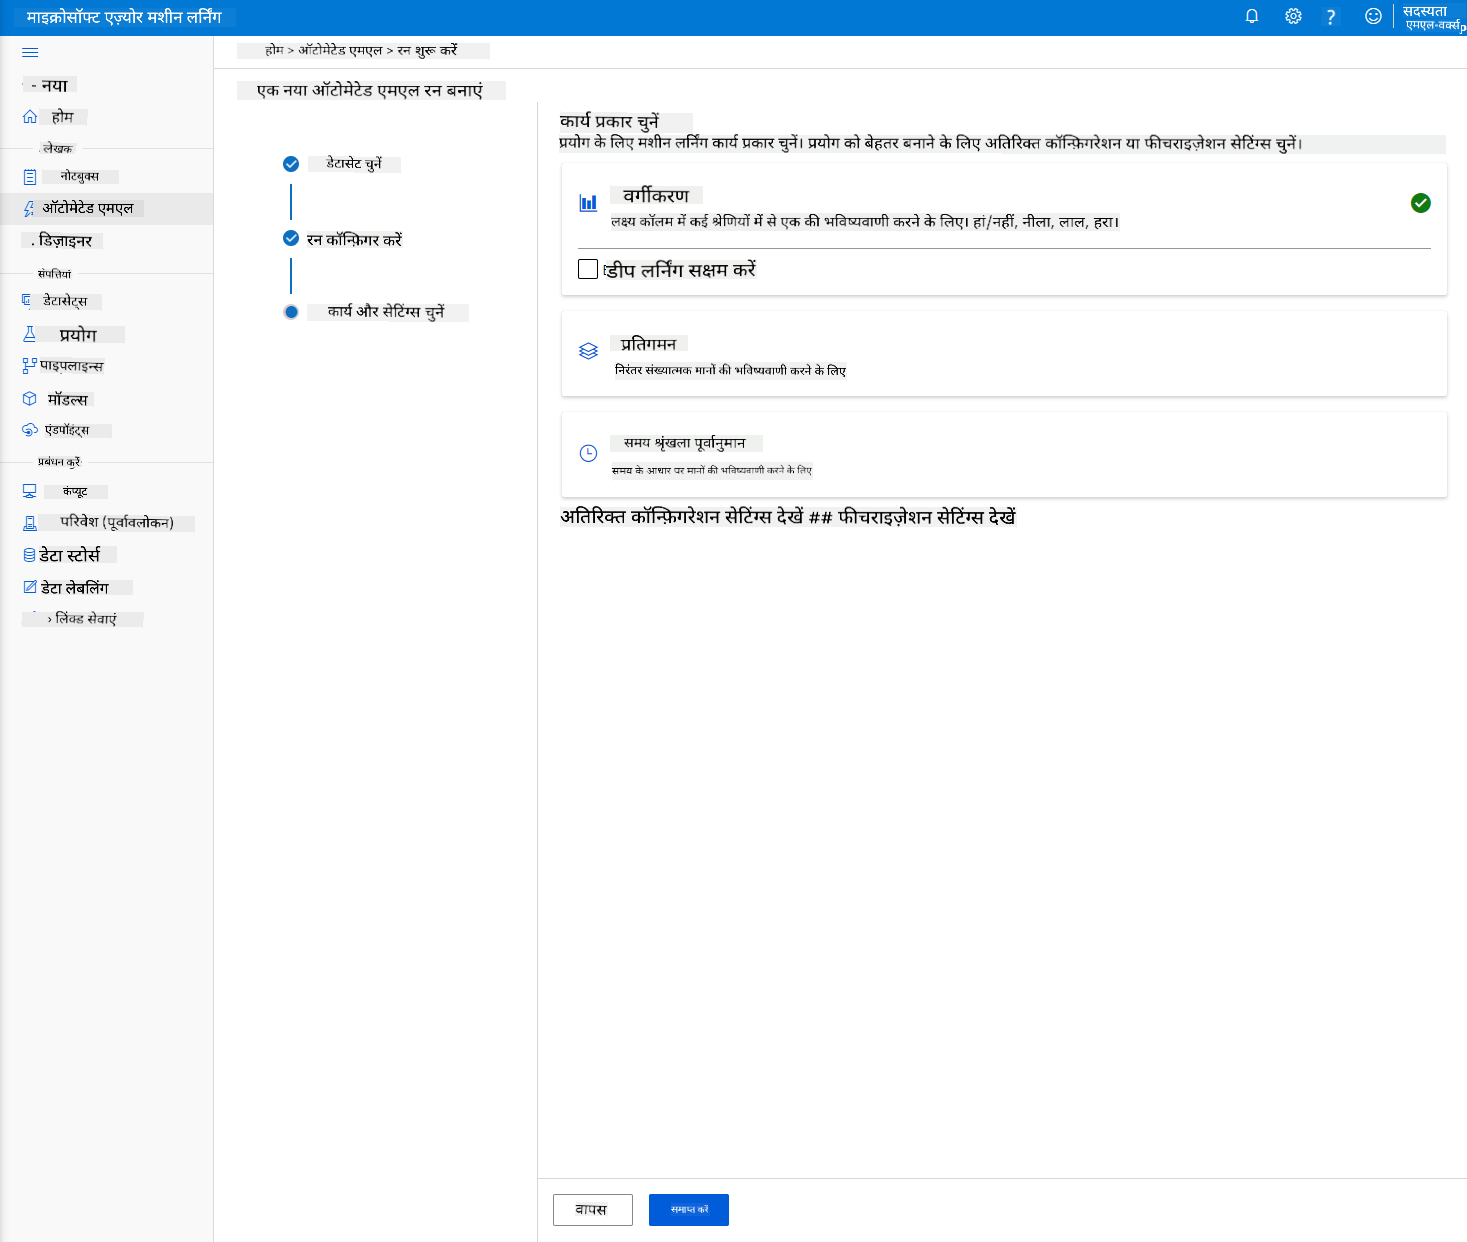 माइक्रोसॉफ्ट एज़्योर मशीन लर्निंग
सदस्यता
एमएल-वर्क्सp
होम > ऑटोमेटेड एमएल > रन शुरू करें
- नया
होम
लेखक
नोटबुक्स
ऑटोमेटेड एमएल
. डिज़ाइनर
संपत्तियां
डेटासेट्स
प्रयोग
पाइपलाइन्स
मॉडल्स
एंडपॉइंट्स
प्रबंधन करें
कंप्यूट
परिवेश (पूर्वावलोकन)
डेटा स्टोर्स
डेटा लेबलिंग
› लिंक्ड सेवाएं
एक नया ऑटोमेटेड एमएल रन बनाएं
डेटासेट चुनें
रन कॉन्फ़िगर करें
कार्य और सेटिंग्स चुनें
कार्य प्रकार चुनें
प्रयोग के लिए मशीन लर्निंग कार्य प्रकार चुनें। प्रयोग को बेहतर बनाने के लिए अतिरिक्त कॉन्फ़िगरेशन या फीचराइज़ेशन सेटिंग्स चुनें।
वर्गीकरण
लक्ष्य कॉलम में कई श्रेणियों में से एक की भविष्यवाणी करने के लिए। हां/नहीं, नीला, लाल, हरा।
डीप लर्निंग सक्षम करें
प्रतिगमन
निरंतर संख्यात्मक मानों की भविष्यवाणी करने के लिए
समय श्रृंखला पूर्वानुमान
समय के आधार पर मानों की भविष्यवाणी करने के लिए
अतिरिक्त कॉन्फ़िगरेशन सेटिंग्स देखें ## फीचराइज़ेशन सेटिंग्स देखें
वापस
समाप्त करें